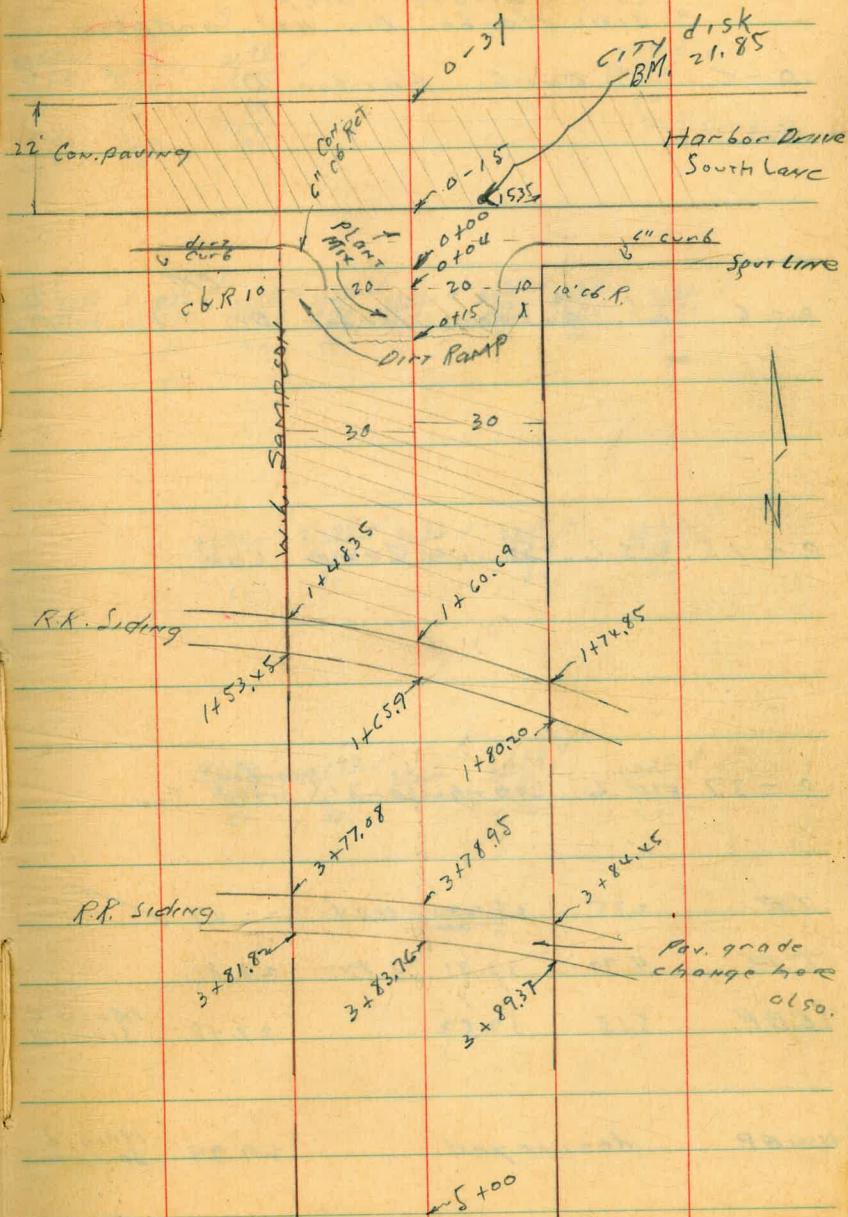 0-37
CITY disk
B.M. 21.85
22' Con. paving
6" Con. cb. Ret.
Harbor Drive
South Lane
0-15
1535
PLANT MIX
0+00
0+04
dirt
curb
6" curb
Spur Line
cb. R 10
20
20
10
10' cb. R.
0+15
Dirt Ramp
W.L. SAMPSON
30
30
N
1+48.35
1+60.69
R.R. Siding
1+74.85
1+53.45
1+65.9
1+80.20
3+77.08
3+78.95
3+84.45
R.R. Siding
3+81.82
3+83.76
3+89.37
Pav. grade
change here
also.
5+00